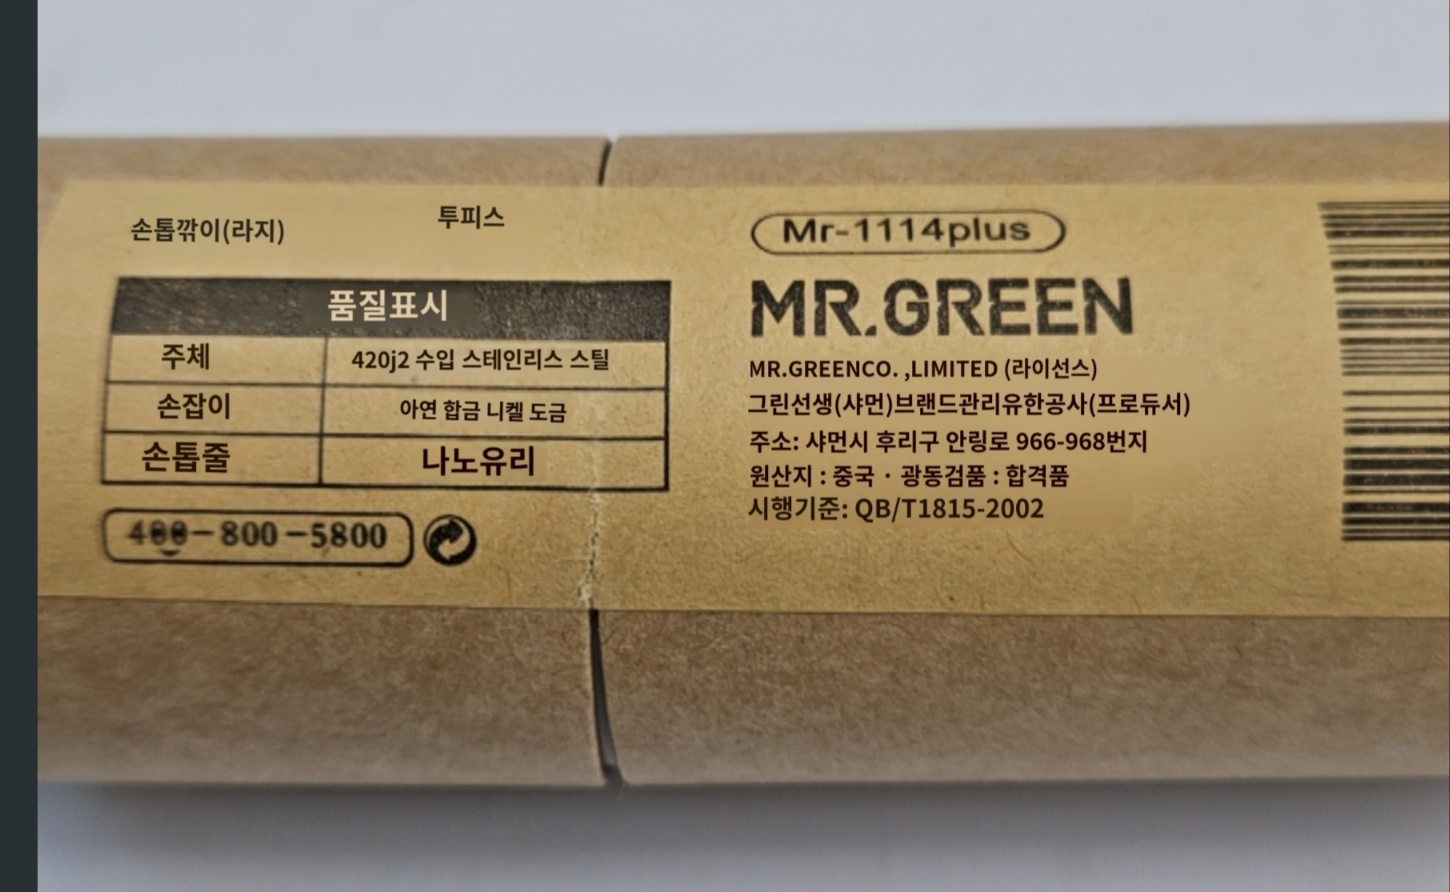 손톱깎이(라지) 투피스
품질표시
주체 420j2 수입 스테인리스 스틸
손잡이 아연 합금 니켈 도금
손톱줄 나노유리
400-800-5800
Mr-1114plus
MR.GREEN
MR.GREENCO. ,LIMITED (라이선스)
그린선생(샤먼)브랜드관리유한공사(프로듀서)
주소: 샤먼시 후리구 안링로 966-968번지
원산지 : 중국 · 광동검품 : 합격품
시행기준: QB/T1815-2002